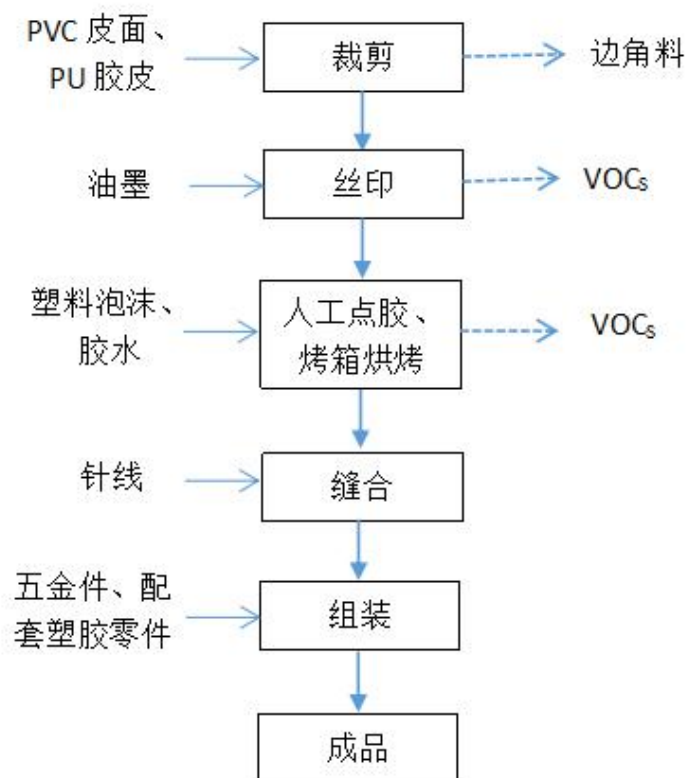 PVC 皮面、
PU 胶皮
裁剪
边角料
油墨
丝印
VOCs
塑料泡沫、
胶水
人工点胶、
烤箱烘烤
VOCs
针线
缝合
五金件、配
套塑胶零件
组装
成品